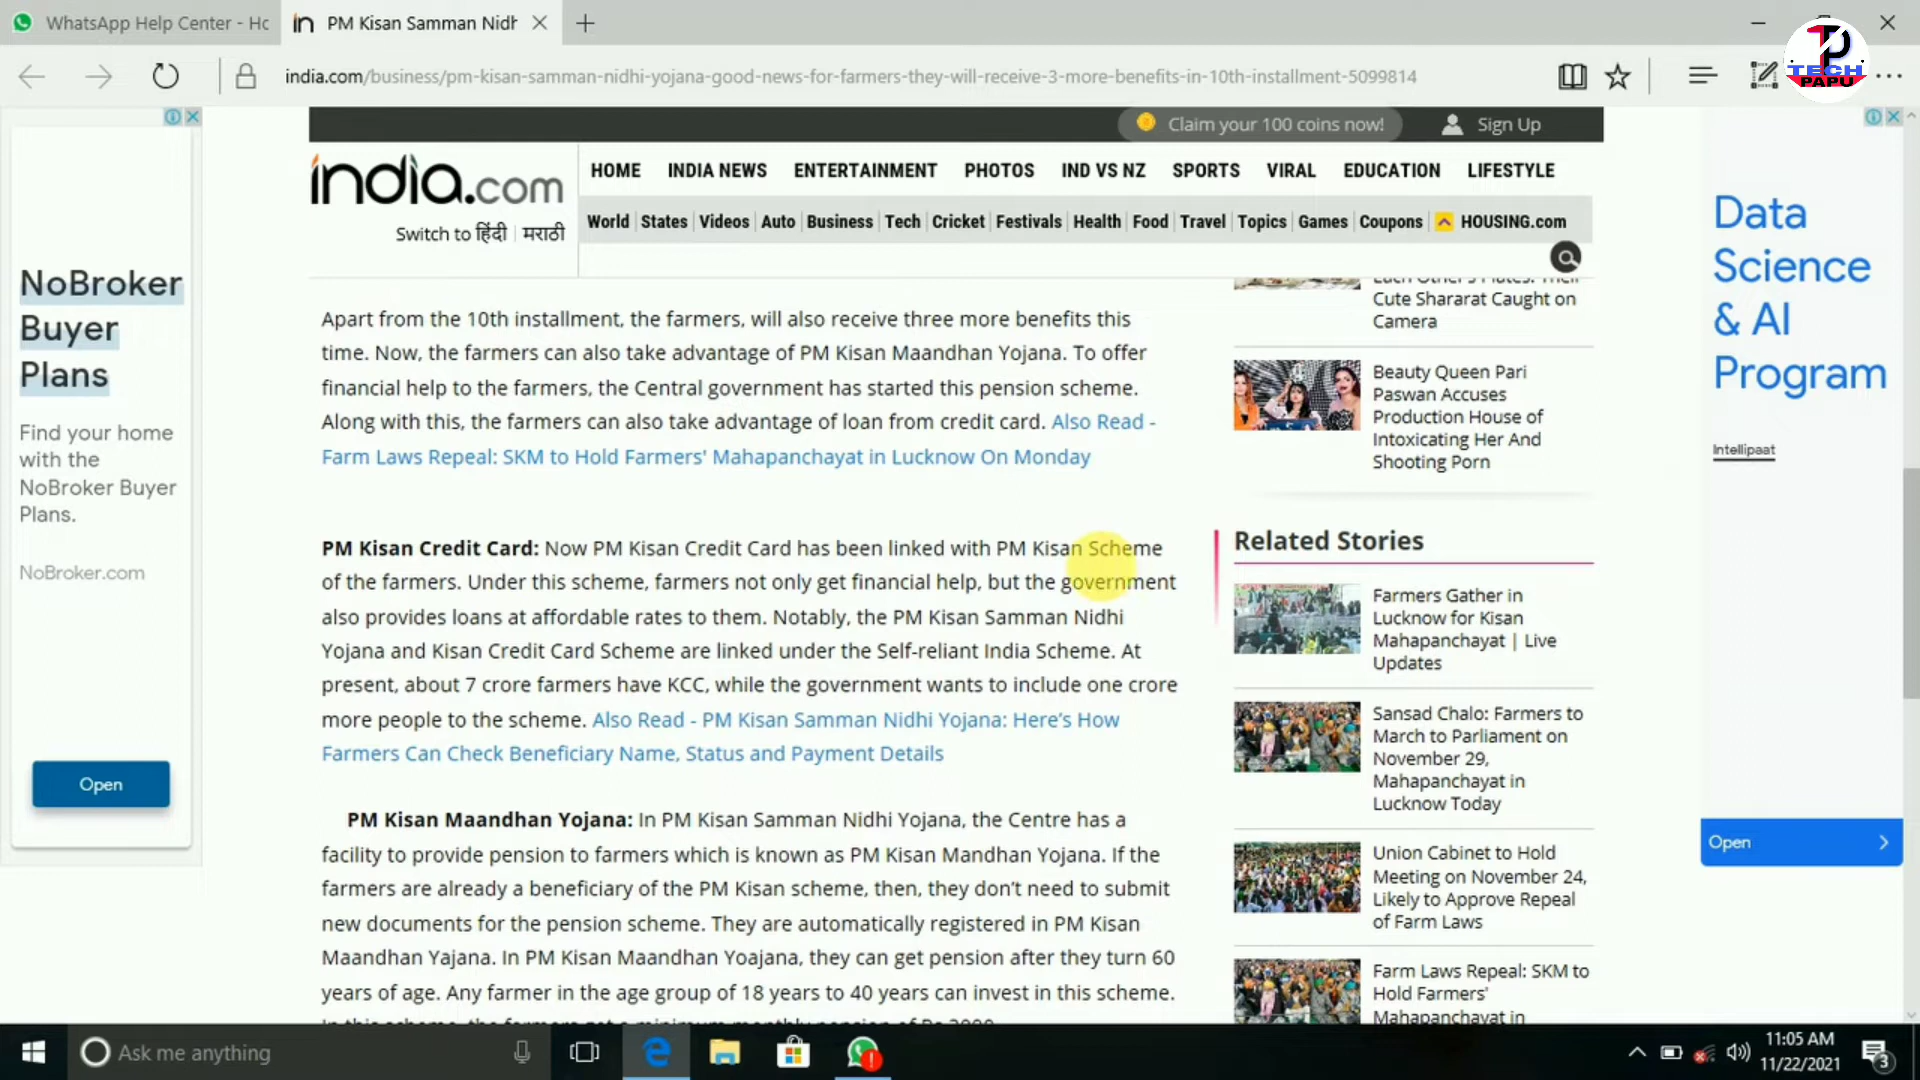 WhatsApp Help Center - Ho
PM Kisan Samman Nidh
india.com/business/pm-kisan-samman-nidhi-yojana-good-news-for-farmers-they-will-receive-3-more-benefits-in-10th-installment-5099814
TP
TECH
PAPU
Claim your 100 coins now!
Sign Up
india.com
Switch to हिंदी | मराठी
HOME INDIA NEWS ENTERTAINMENT PHOTOS IND VS NZ SPORTS VIRAL EDUCATION LIFESTYLE
World States Videos Auto Business Tech Cricket Festivals Health Food Travel Topics Games Coupons HOUSING.com
NoBroker
Buyer
Plans
Find your home
with the
NoBroker Buyer
Plans.
NoBroker.com
Open
Apart from the 10th installment, the farmers, will also receive three more benefits this
time. Now, the farmers can also take advantage of PM Kisan Maandhan Yojana. To offer
financial help to the farmers, the Central government has started this pension scheme.
Along with this, the farmers can also take advantage of loan from credit card. Also Read -
Farm Laws Repeal: SKM to Hold Farmers' Mahapanchayat in Lucknow On Monday
PM Kisan Credit Card: Now PM Kisan Credit Card has been linked with PM Kisan Scheme
of the farmers. Under this scheme, farmers not only get financial help, but the government
also provides loans at affordable rates to them. Notably, the PM Kisan Samman Nidhi
Yojana and Kisan Credit Card Scheme are linked under the Self-reliant India Scheme. At
present, about 7 crore farmers have KCC, while the government wants to include one crore
more people to the scheme. Also Read - PM Kisan Samman Nidhi Yojana: Here's How
Farmers Can Check Beneficiary Name, Status and Payment Details
PM Kisan Maandhan Yojana: In PM Kisan Samman Nidhi Yojana, the Centre has a
facility to provide pension to farmers which is known as PM Kisan Mandhan Yojana. If the
farmers are already a beneficiary of the PM Kisan scheme, then, they don't need to submit
new documents for the pension scheme. They are automatically registered in PM Kisan
Maandhan Yajana. In PM Kisan Maandhan Yoajana, they can get pension after they turn 60
years of age. Any farmer in the age group of 18 years to 40 years can invest in this scheme.
In this scheme, the farmers get a minimum monthly pension of Rs 3000
Each Other's Plates: Their
Cute Shararat Caught on
Camera
Beauty Queen Pari
Paswan Accuses
Production House of
Intoxicating Her And
Shooting Porn
Related Stories
Farmers Gather in
Lucknow for Kisan
Mahapanchayat | Live
Updates
Sansad Chalo: Farmers to
March to Parliament on
November 29,
Mahapanchayat in
Lucknow Today
Union Cabinet to Hold
Meeting on November 24,
Likely to Approve Repeal
of Farm Laws
Farm Laws Repeal: SKM to
Hold Farmers'
Mahapanchayat in
Data
Science
& AI
Program
Intellipaat
Open
Ask me anything
11:05 AM
11/22/2021
3